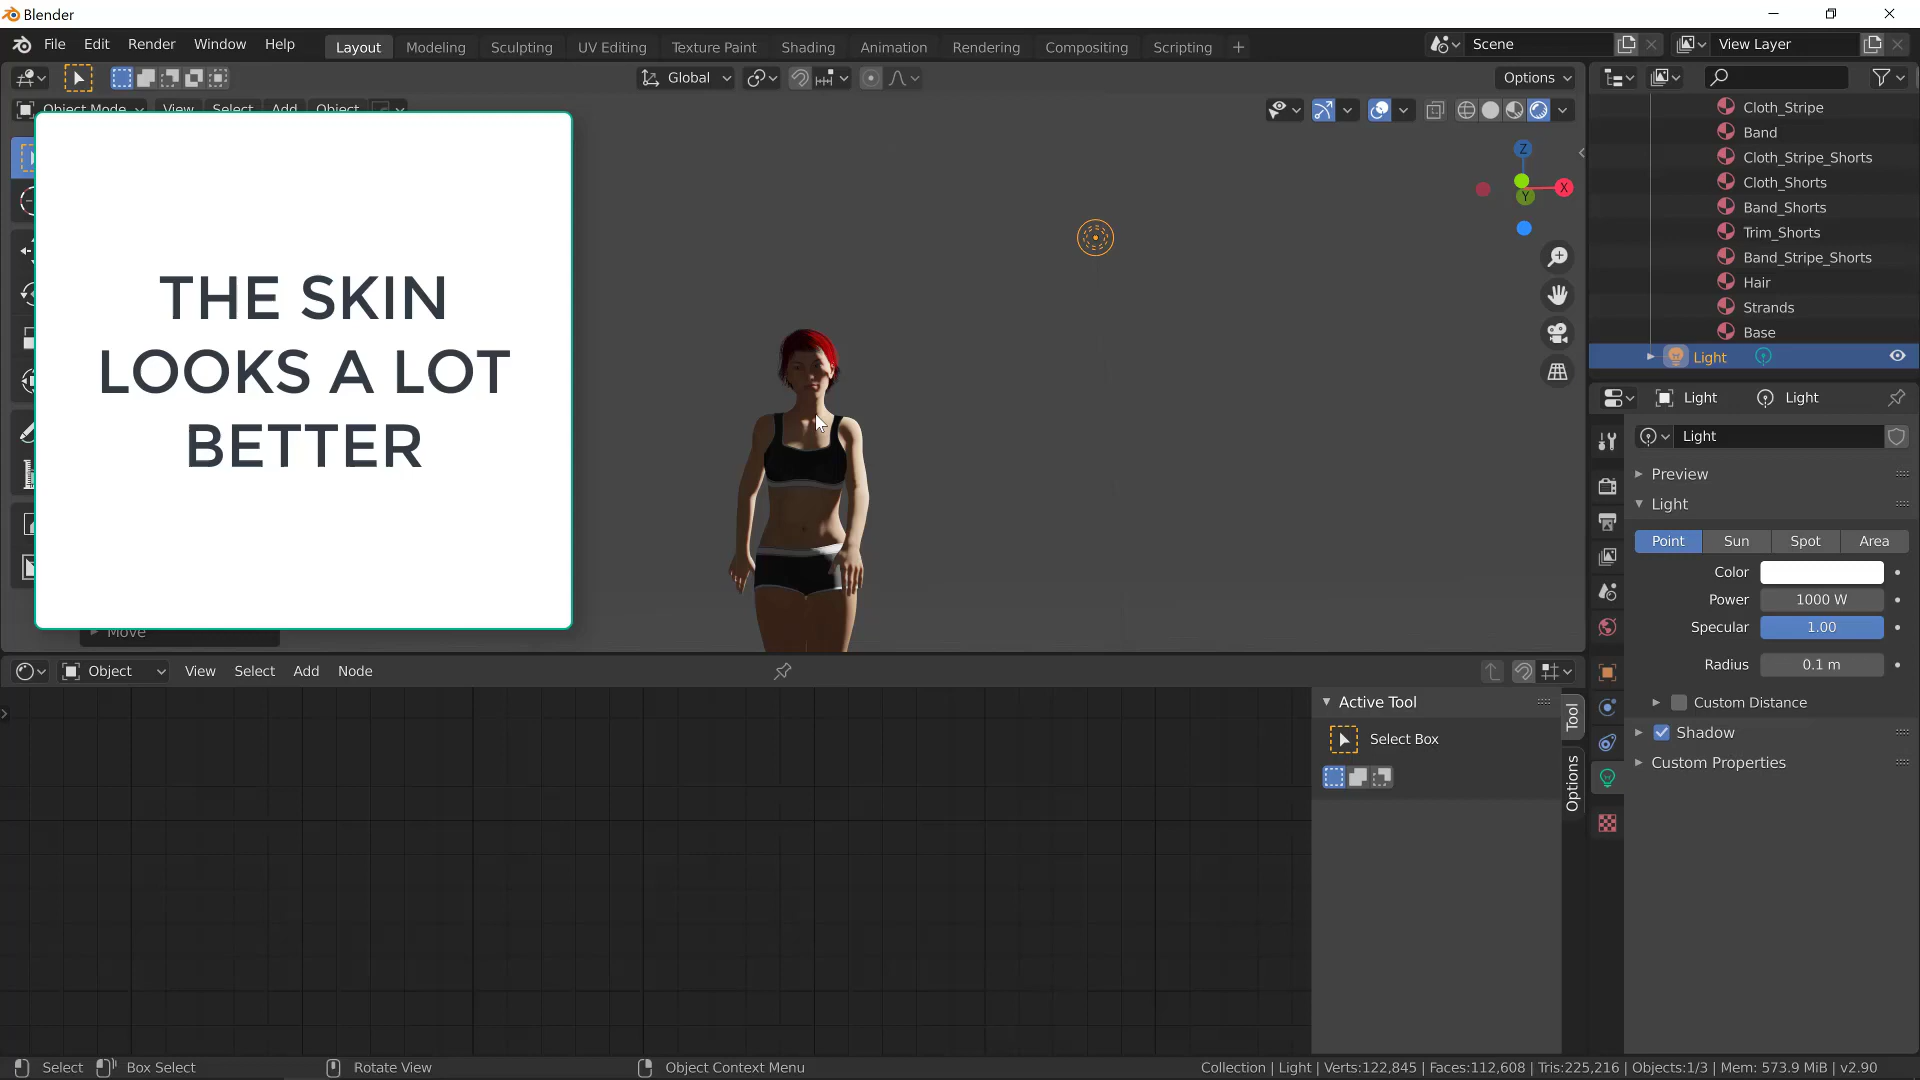 Blender
File Edit Render Window Help Layout Modeling Sculpting UV Editing Texture Paint Shading Animation Rendering Compositing Scripting + Scene View Layer
Global Options
Object Mode View Select Add Object
THE SKIN
LOOKS A LOT
BETTER
Move
Z
X
Y
Cloth_Stripe
Band
Cloth_Stripe_Shorts
Cloth_Shorts
Band_Shorts
Trim_Shorts
Band_Stripe_Shorts
Hair
Strands
Base
Light
Light Light
Light
Preview
Light
Point Sun Spot Area
Color
Power 1000 W
Specular 1.00
Radius 0.1 m
Custom Distance
Shadow
Custom Properties
Object View Select Add Node
Active Tool
Select Box
Tool
Options
Select Box Select Rotate View Object Context Menu Collection | Light | Verts:122,845 | Faces:112,608 | Tris:225,216 | Objects:1/3 | Mem: 573.9 MiB | v2.90